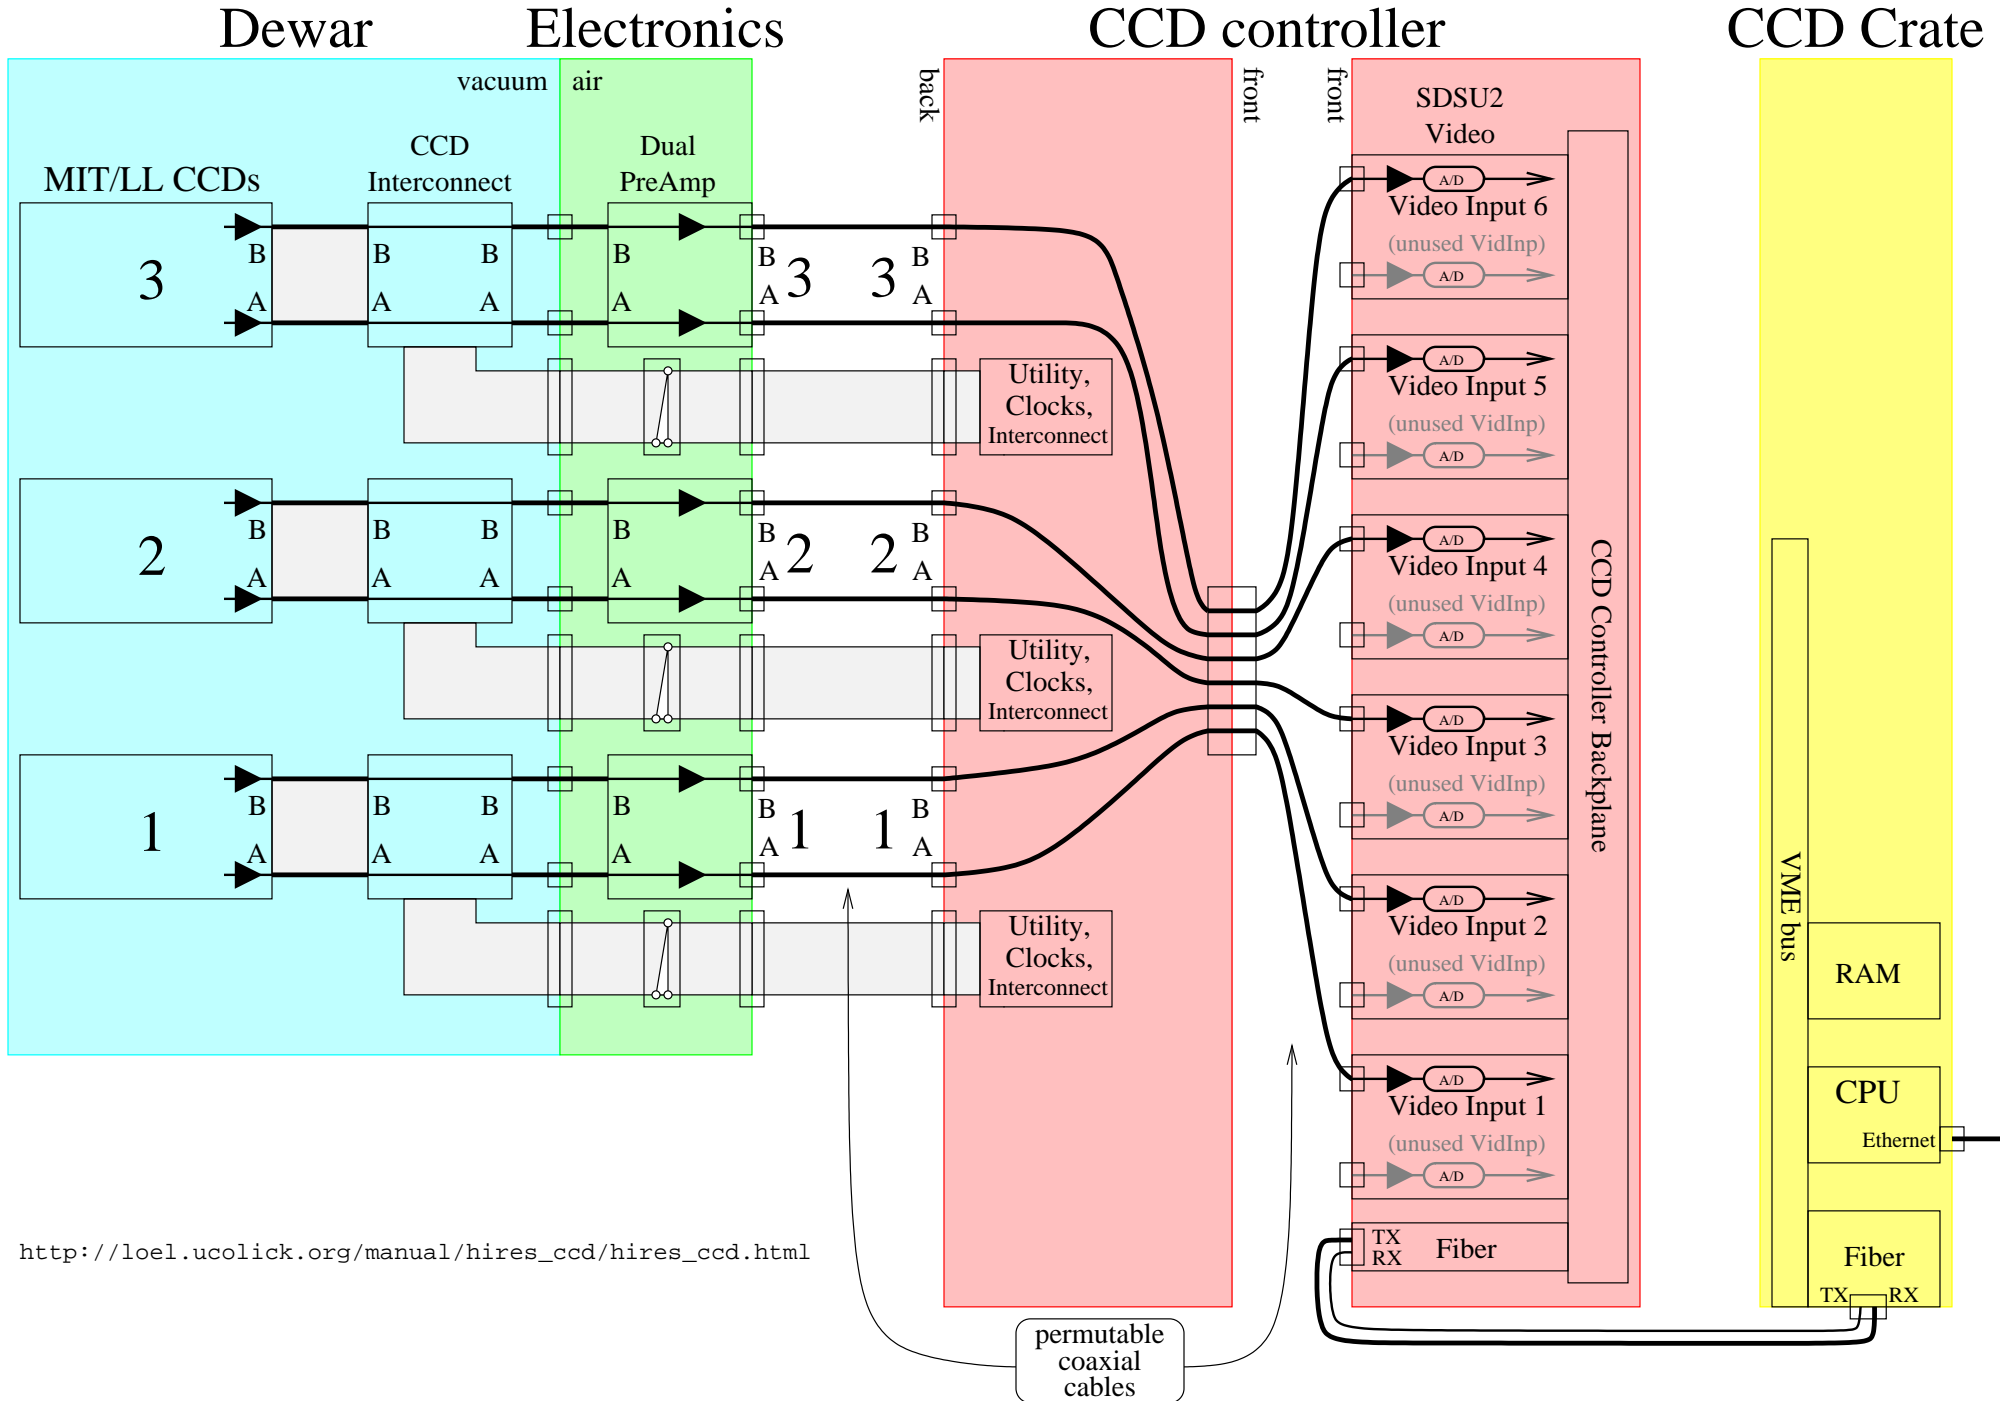 Dewar
Electronics
CCD controller
CCD Crate
vacuum
air
back
front
front
SDSU2
Video
CCD
Interconnect
Dual
PreAmp
MIT/LL CCDs
3
B
A
B
A
B
A
B
A
B
A
3
3
B
A
Utility,
Clocks,
Interconnect
2
B
A
B
A
B
A
B
A
B
A
2
2
B
A
Utility,
Clocks,
Interconnect
1
B
A
B
A
B
A
B
A
B
A
1
1
B
A
Utility,
Clocks,
Interconnect
A/D
Video Input 6
(unused VidInp)
A/D
A/D
Video Input 5
(unused VidInp)
A/D
A/D
Video Input 4
(unused VidInp)
A/D
A/D
Video Input 3
(unused VidInp)
A/D
A/D
Video Input 2
(unused VidInp)
A/D
A/D
Video Input 1
(unused VidInp)
A/D
TX
RX
Fiber
CCD Controller Backplane
VME bus
RAM
CPU
Ethernet
Fiber
TX
RX
http://loel.ucolick.org/manual/hires_ccd/hires_ccd.html
permutable
coaxial
cables